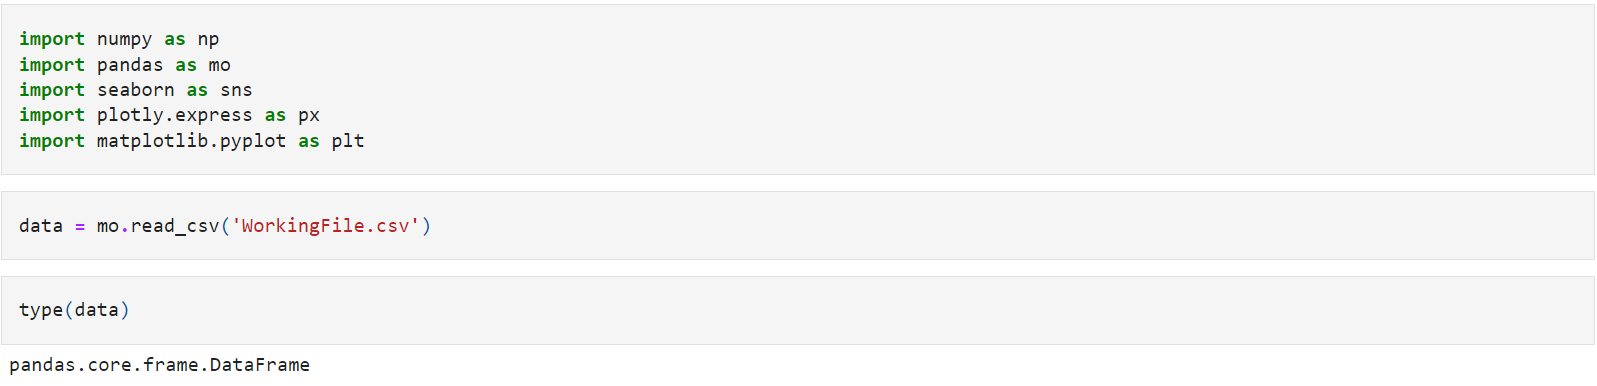 import numpy as np
import pandas as mo
import seaborn as sns
import plotly.express as px
import matplotlib.pyplot as plt
data = mo.read_csv('WorkingFile.csv')
type(data)
pandas.core.frame.DataFrame